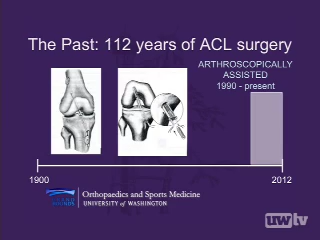 The Past: 112 years of ACL surgery
ARTHROSCOPICALLY
ASSISTED
1990 - present
1900
2012
Orthopaedics and Sports Medicine
UNIVERSITY of WASHINGTON
uwtv